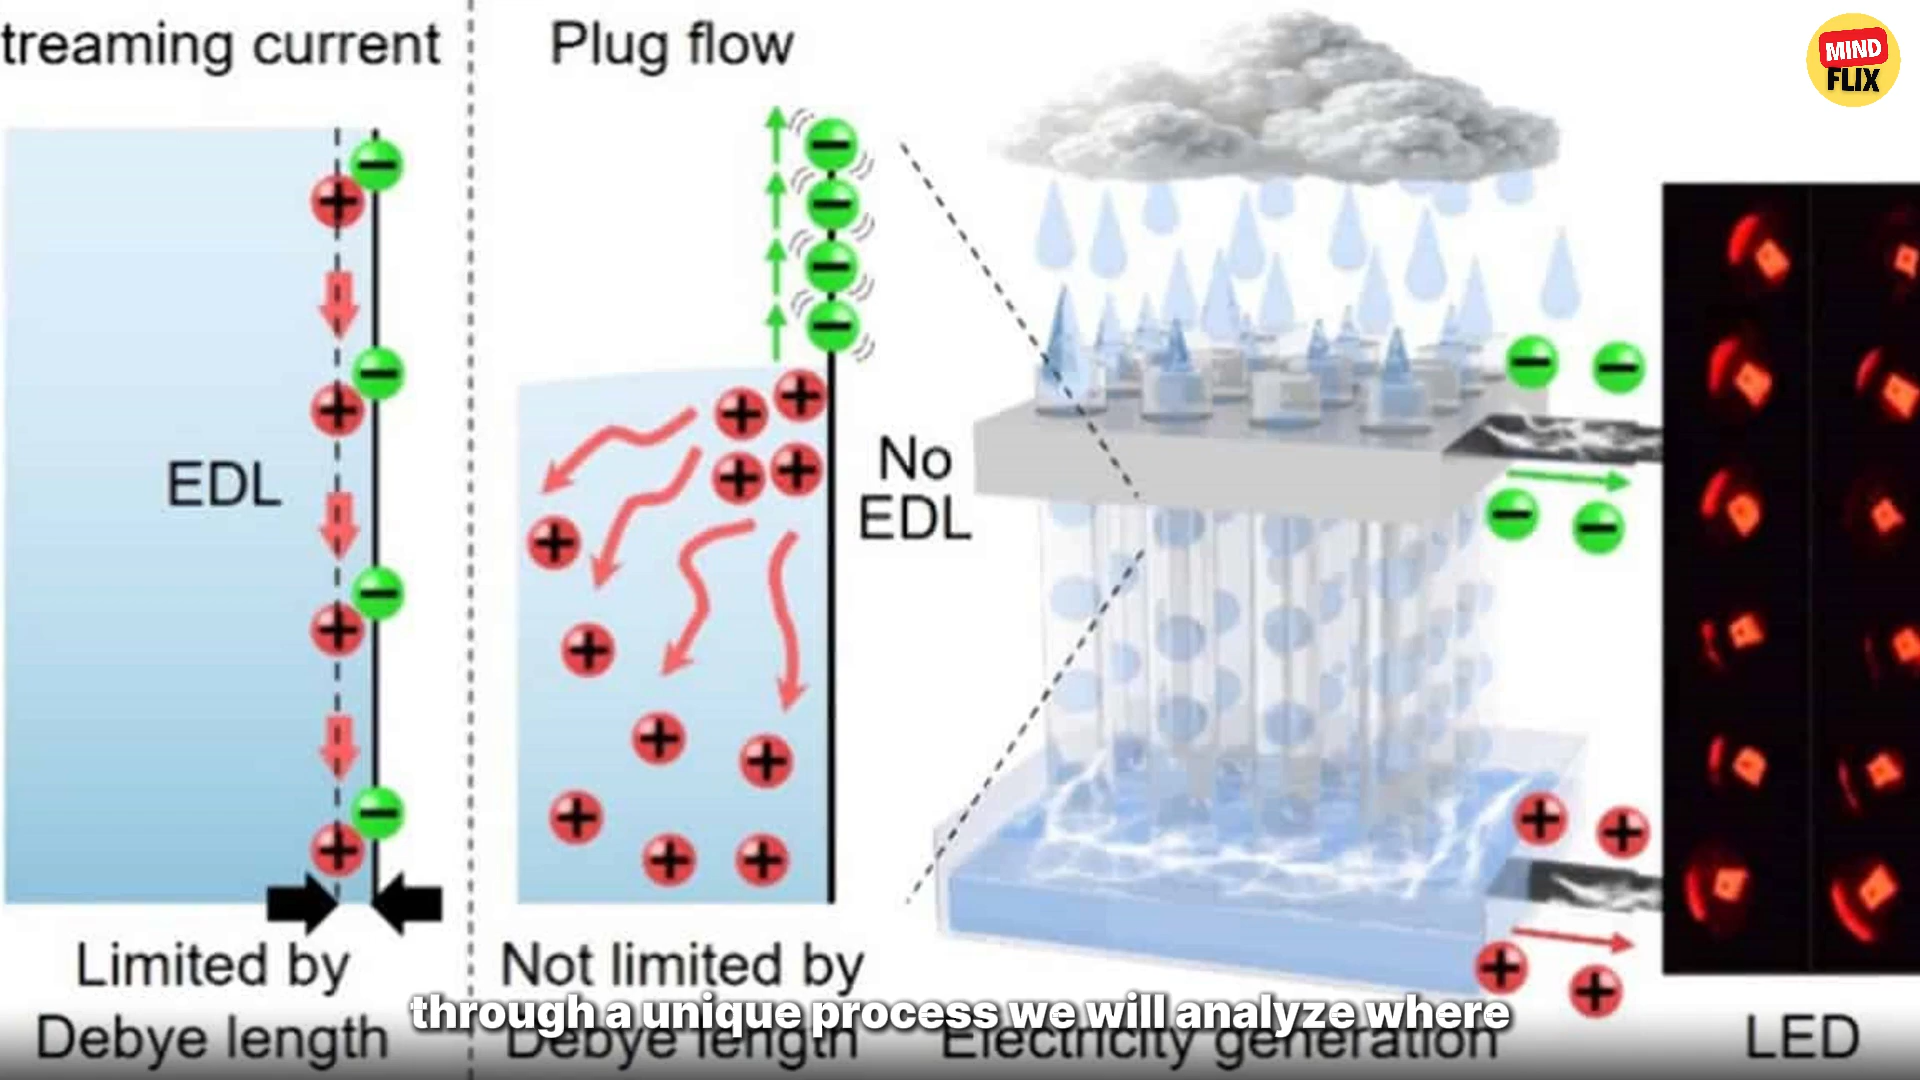 treaming current
Plug flow
MIND
FLIX
EDL
No
EDL
Limited by
Debye length
Not limited by
Debye length
Electricity generation
LED
through a unique process we will analyze where